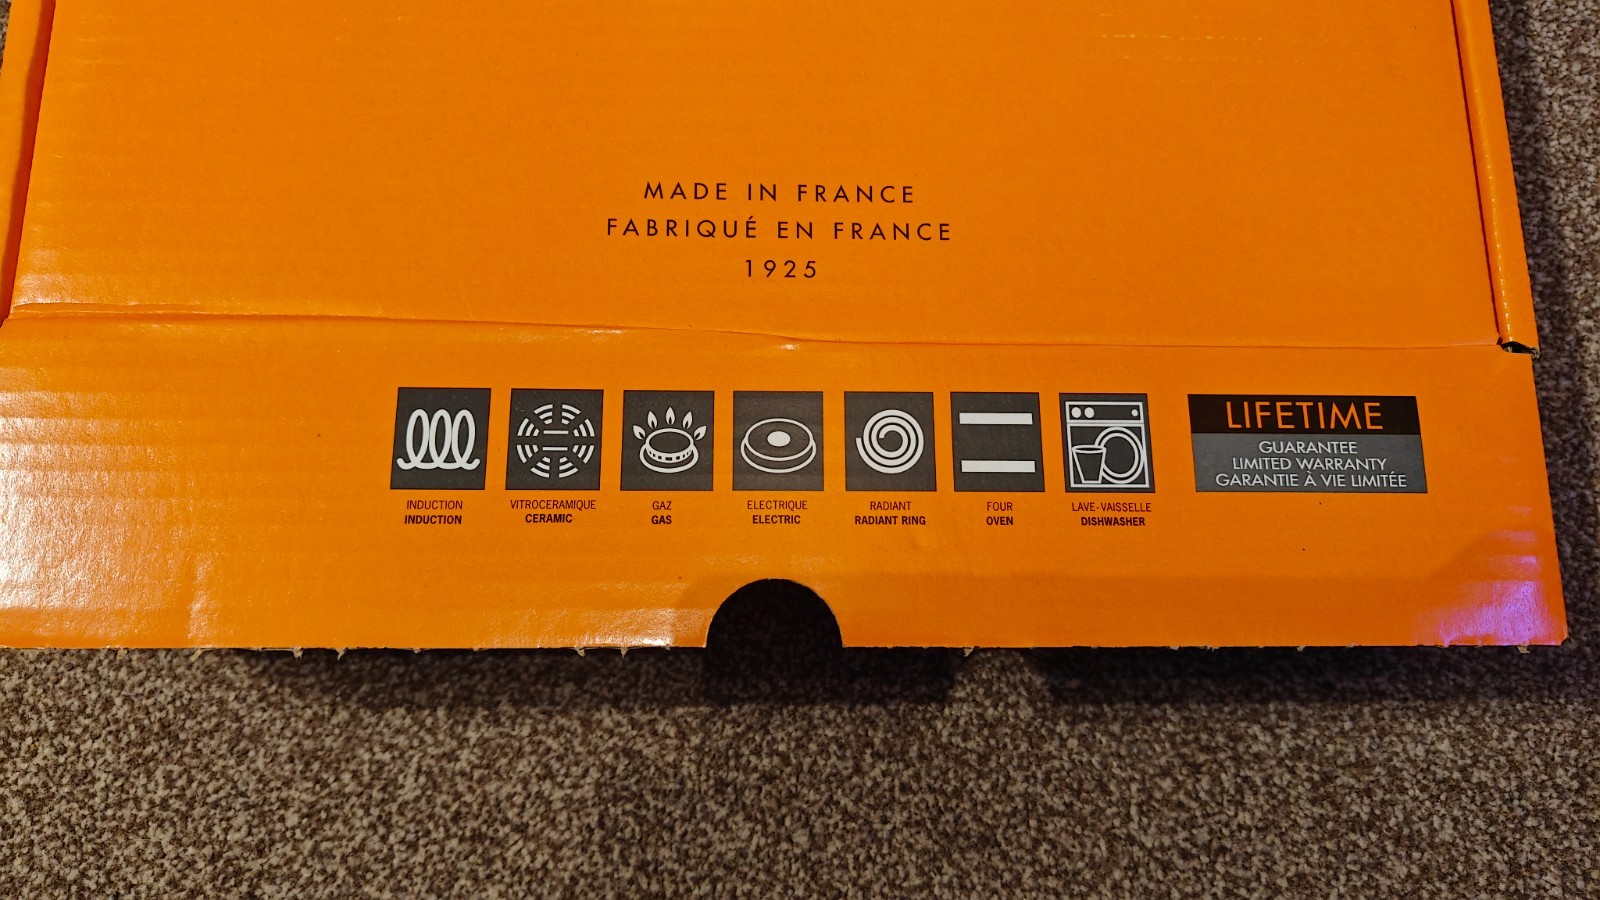 MADE IN FRANCE
FABRIQUÉ EN FRANCE
1925
INDUCTION
INDUCTION
VITROCERAMIQUE
CERAMIC
GAZ
GAS
ELECTRIQUE
ELECTRIC
RADIANT
RADIANT RING
FOUR
OVEN
LAVE-VAISSELLE
DISHWASHER
LIFETIME
GUARANTEE
LIMITED WARRANTY
GARANTIE À VIE LIMITÉE